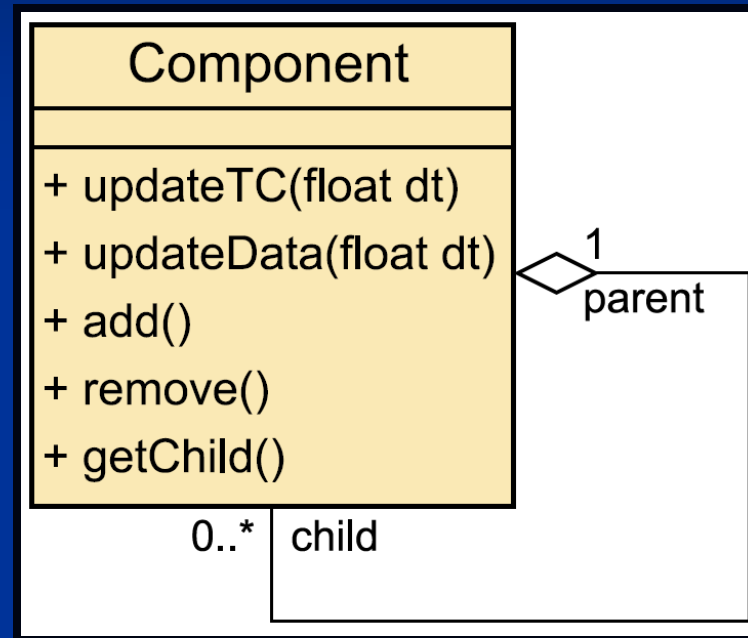 Component
+ updateTC(float dt)
+ updateData(float dt)
+ add()
+ remove()
+ getChild()
1
parent
0..* child